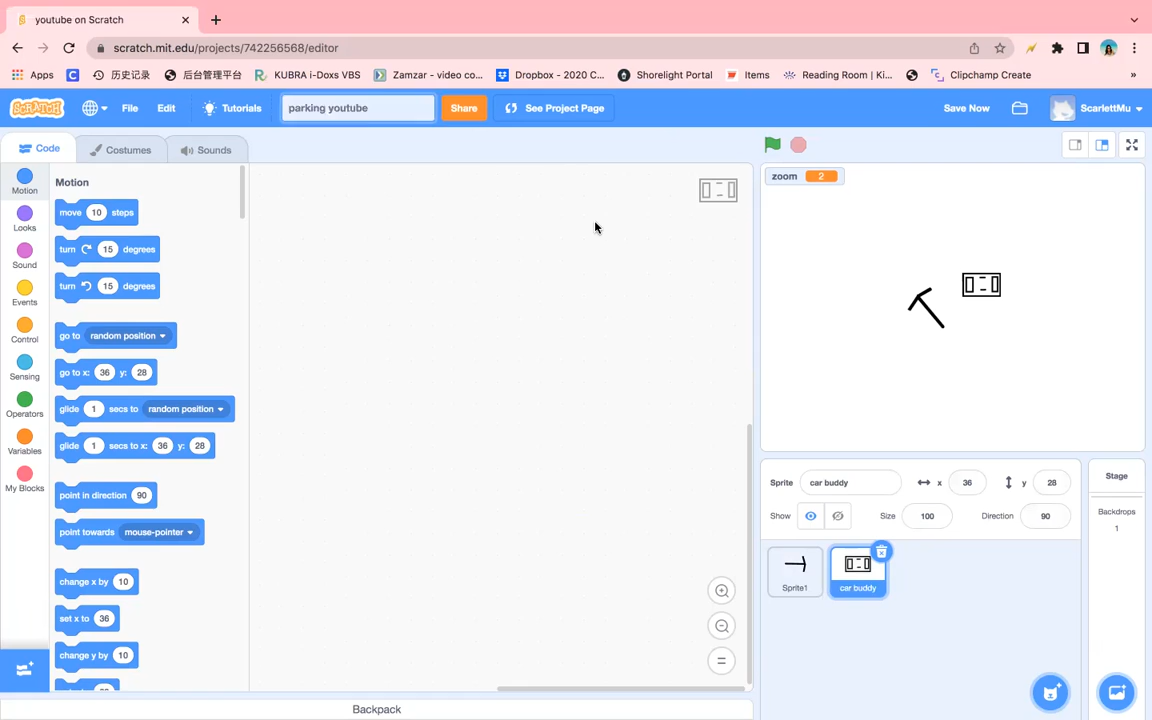 youtube on Scratch
scratch.mit.edu/projects/742256568/editor
Apps
历史记录
后台管理平台
KUBRA i-Doxs VBS
Zamzar - video co...
Dropbox - 2020 C...
Shorelight Portal
Items
Reading Room | Ki...
Clipchamp Create
»
SCRATCH
File
Edit
Tutorials
parking youtube
Share
See Project Page
Save Now
ScarlettMu
Code
Costumes
Sounds
Motion
Looks
Sound
Events
Control
Sensing
Operators
Variables
My Blocks
Motion
move 10 steps
turn 15 degrees
turn 15 degrees
go to random position
go to x: 36 y: 28
glide 1 secs to random position
glide 1 secs to x: 36 y: 28
point in direction 90
point towards mouse-pointer
change x by 10
set x to 36
change y by 10
zoom 2
Sprite car buddy x 36 y 28
Show Size 100 Direction 90
Sprite1
car buddy
Stage
Backdrops
1
Backpack